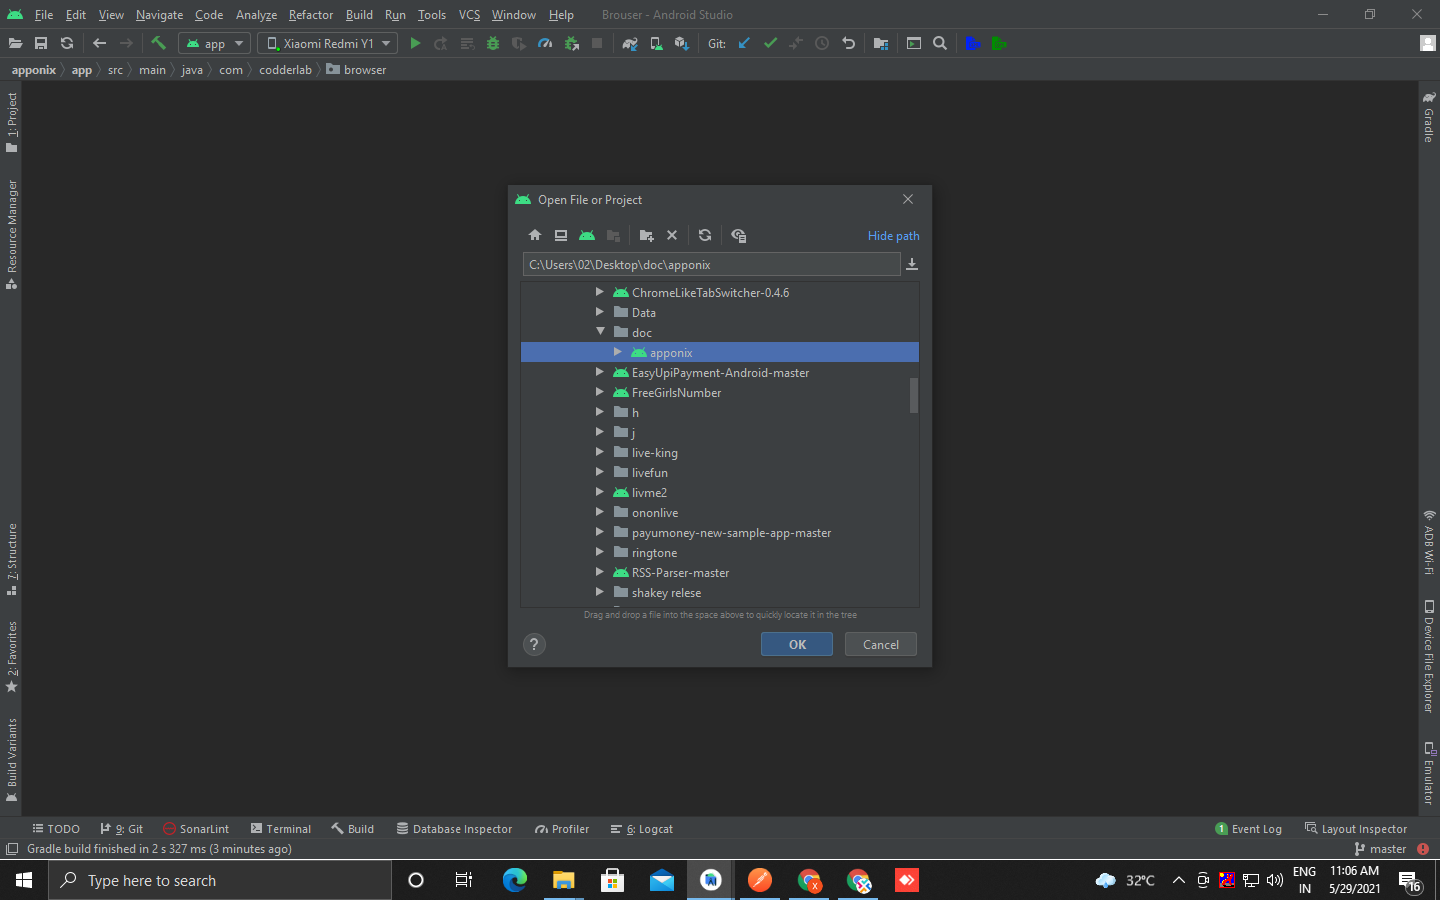 File Edit View Navigate Code Analyze Refactor Build Run Tools VCS Window Help Brouser - Android Studio
app Xiaomi Redmi Y1 Git:
apponix app src main java com codderlab browser
1: Project
Resource Manager
7: Structure
2: Favorites
Build Variants
Open File or Project
Hide path
C:\Users\02\Desktop\doc\apponix
ChromeLikeTabSwitcher-0.4.6
Data
doc
apponix
EasyUpiPayment-Android-master
FreeGirlsNumber
h
j
live-king
livefun
livme2
ononlive
payumoney-new-sample-app-master
ringtone
RSS-Parser-master
shakey relese
Drag and drop a file into the space above to quickly locate it in the tree
? OK Cancel
Gradle
ADB Wi-Fi
Device File Explorer
Emulator
TODO 9: Git SonarLint Terminal Build Database Inspector Profiler 6: Logcat 1 Event Log Layout Inspector
Gradle build finished in 2 s 327 ms (3 minutes ago) master
Type here to search 32°C ENG 11:06 AM
IN 5/29/2021 16